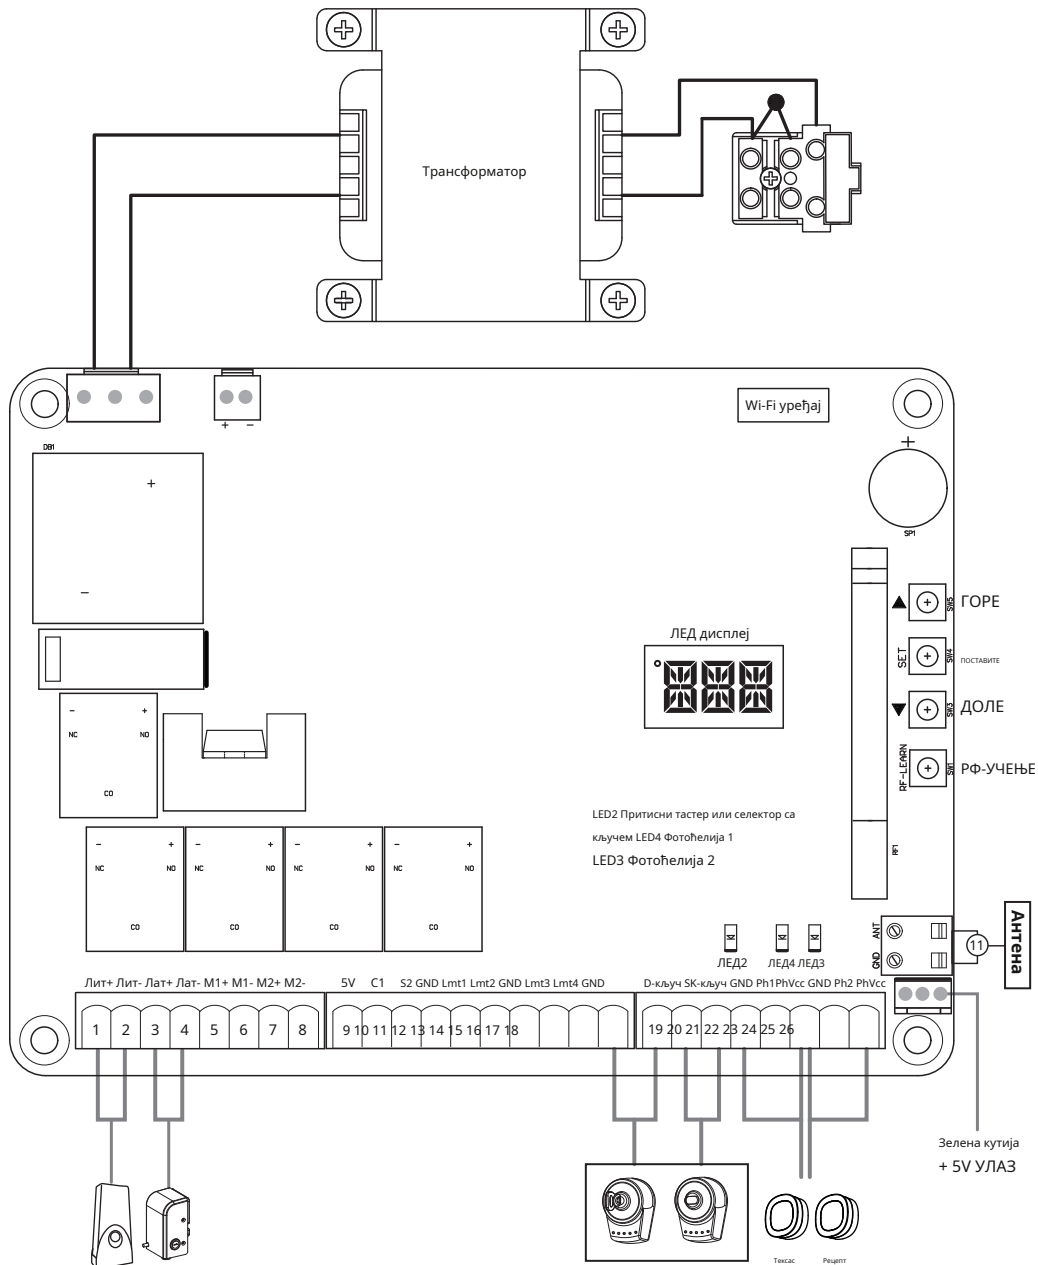 Трансформатор
Wi-Fi уређај
+ −
DB1
+
−
+
SP1
ГОРЕ
SW5
SET
SW4
ПОСТАВИТЕ
ДОЛЕ
SW3
RF-LEARN
SW1
РФ-УЧЕЊЕ
ЛЕД дисплеј
− +
NC NO
CO
LED2 Притисни тастер или селектор са
кључем LED4 Фотоћелија 1
LED3 Фотоћелија 2
RF1
− + − + − + − +
NC NO NC NO NC NO NC NO
CO CO CO CO
ANT
GND
11
Антена
ЛЕД2 ЛЕД4 ЛЕД3
Лит+ Лит- Лат+ Лат- M1+ M1- M2+ M2-
5V C1 S2 GND Lmt1 Lmt2 GND Lmt3 Lmt4 GND
D-кључ SK-кључ GND Ph1PhVcc GND Ph2 PhVcc
1 2 3 4 5 6 7 8
9 10 11 12 13 14 15 16 17 18
19 20 21 22 23 24 25 26
Зелена кутија
+ 5V УЛАЗ
Тексас Рецепт